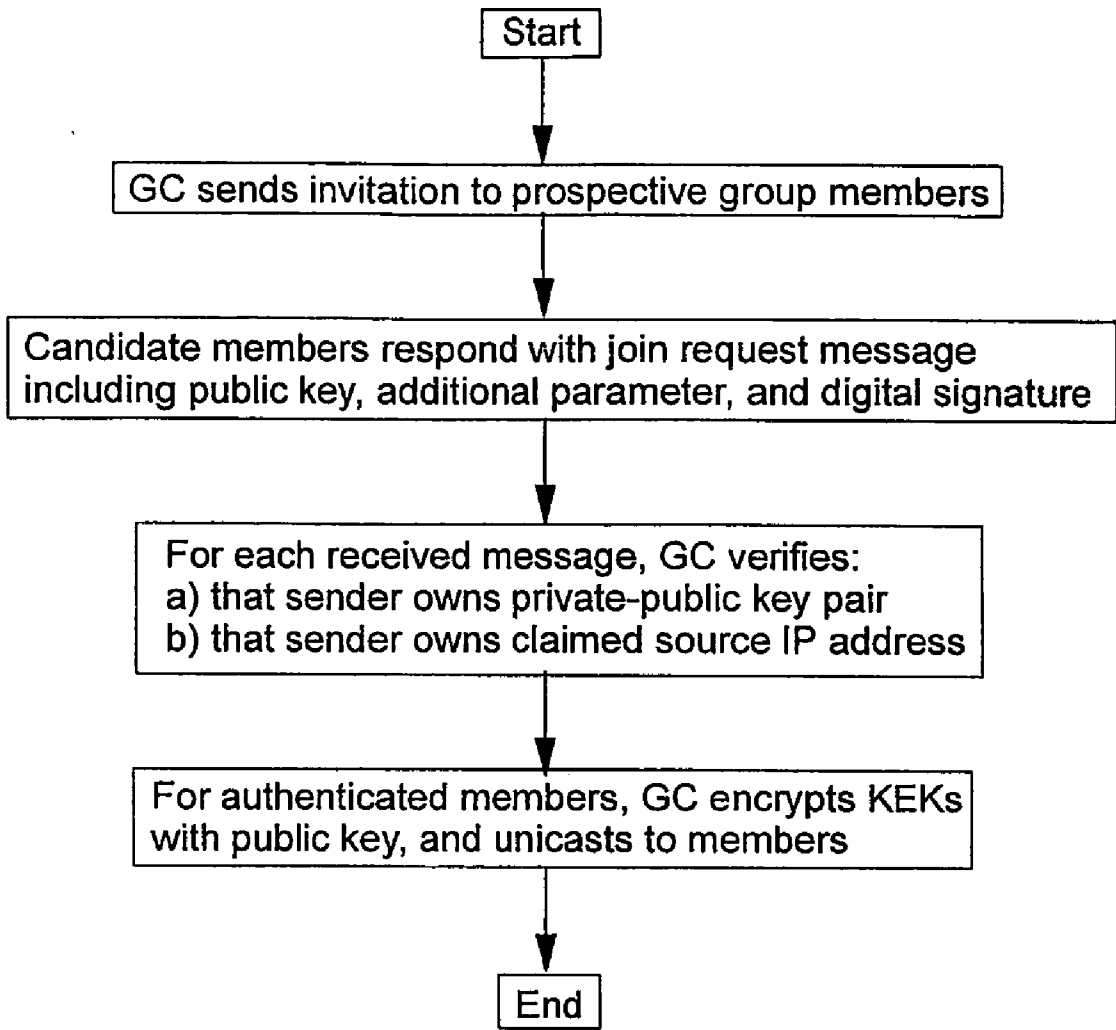 Start
GC sends invitation to prospective group members
Candidate members respond with join request message
including public key, additional parameter, and digital signature
For each received message, GC verifies:
a) that sender owns private-public key pair
b) that sender owns claimed source IP address
For authenticated members, GC encrypts KEKs
with public key, and unicasts to members
End